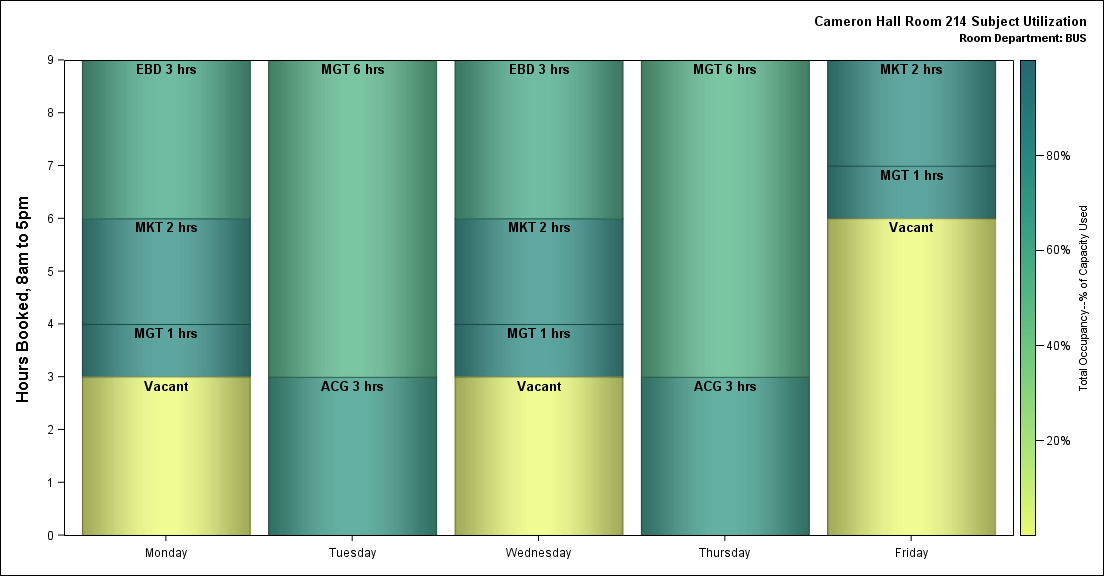 Cameron Hall Room 214 Subject Utilization
Room Department: BUS
Hours Booked, 8am to 5pm
9
8
7
6
5
4
3
2
1
0
EBD 3 hrs
MKT 2 hrs
MGT 1 hrs
Vacant
MGT 6 hrs
ACG 3 hrs
EBD 3 hrs
MKT 2 hrs
MGT 1 hrs
Vacant
MGT 6 hrs
ACG 3 hrs
MKT 2 hrs
MGT 1 hrs
Vacant
Monday
Tuesday
Wednesday
Thursday
Friday
80%
60%
40%
20%
Total Occupancy--% of Capacity Used